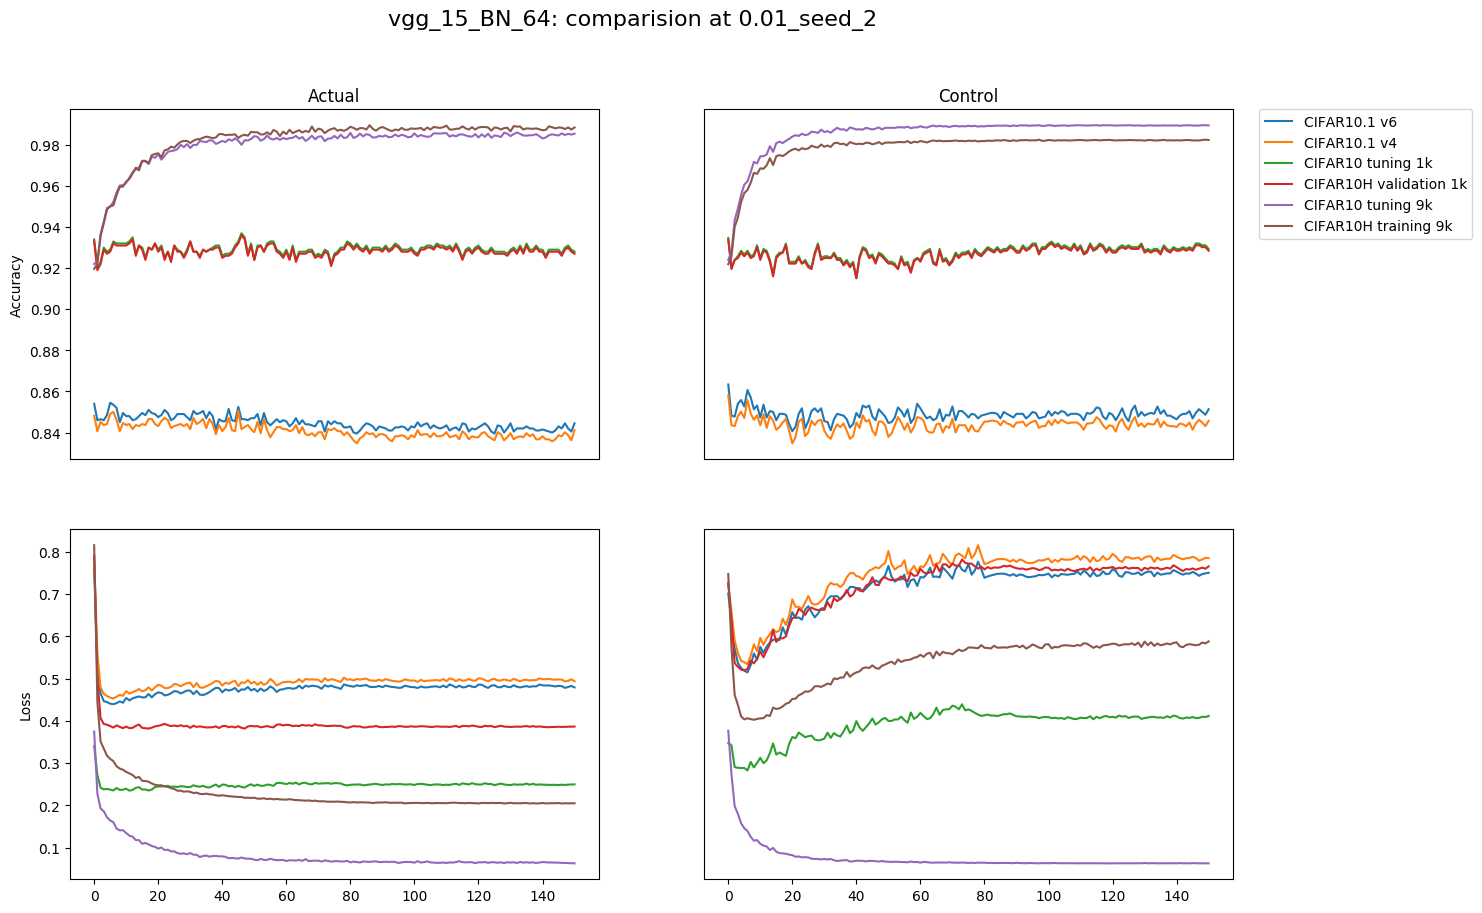 vgg_15_BN_64: comparision at 0.01_seed_2
Actual
Control
CIFAR10.1 v6
CIFAR10.1 v4
CIFAR10 tuning 1k
CIFAR10H validation 1k
CIFAR10 tuning 9k
CIFAR10H training 9k
Accuracy
0.98
0.96
0.94
0.92
0.90
0.88
0.86
0.84
Loss
0.8
0.7
0.6
0.5
0.4
0.3
0.2
0.1
0 20 40 60 80 100 120 140
0 20 40 60 80 100 120 140